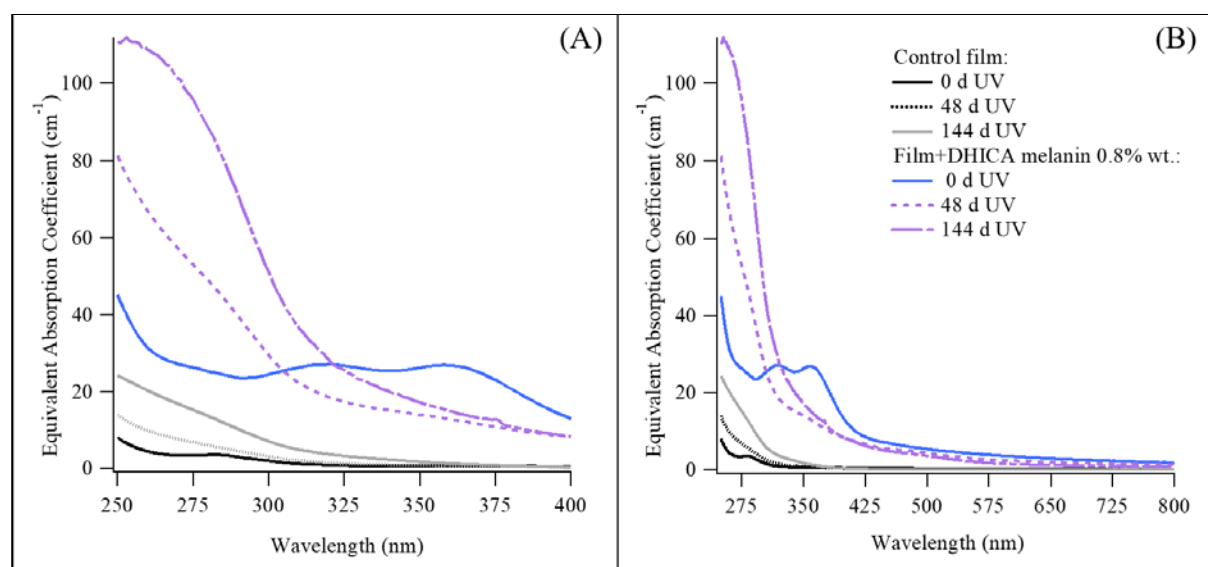 (A)
Equivalent Absorption Coefficient (cm⁻¹)
100
80
60
40
20
0
250
275
300
325
350
375
400
Wavelength (nm)
(B)
Equivalent Absorption Coefficient (cm⁻¹)
100
80
60
40
20
0
275
350
425
500
575
650
725
800
Wavelength (nm)
Control film:
0 d UV
48 d UV
144 d UV
Film+DHICA melanin 0.8% wt.:
0 d UV
48 d UV
144 d UV